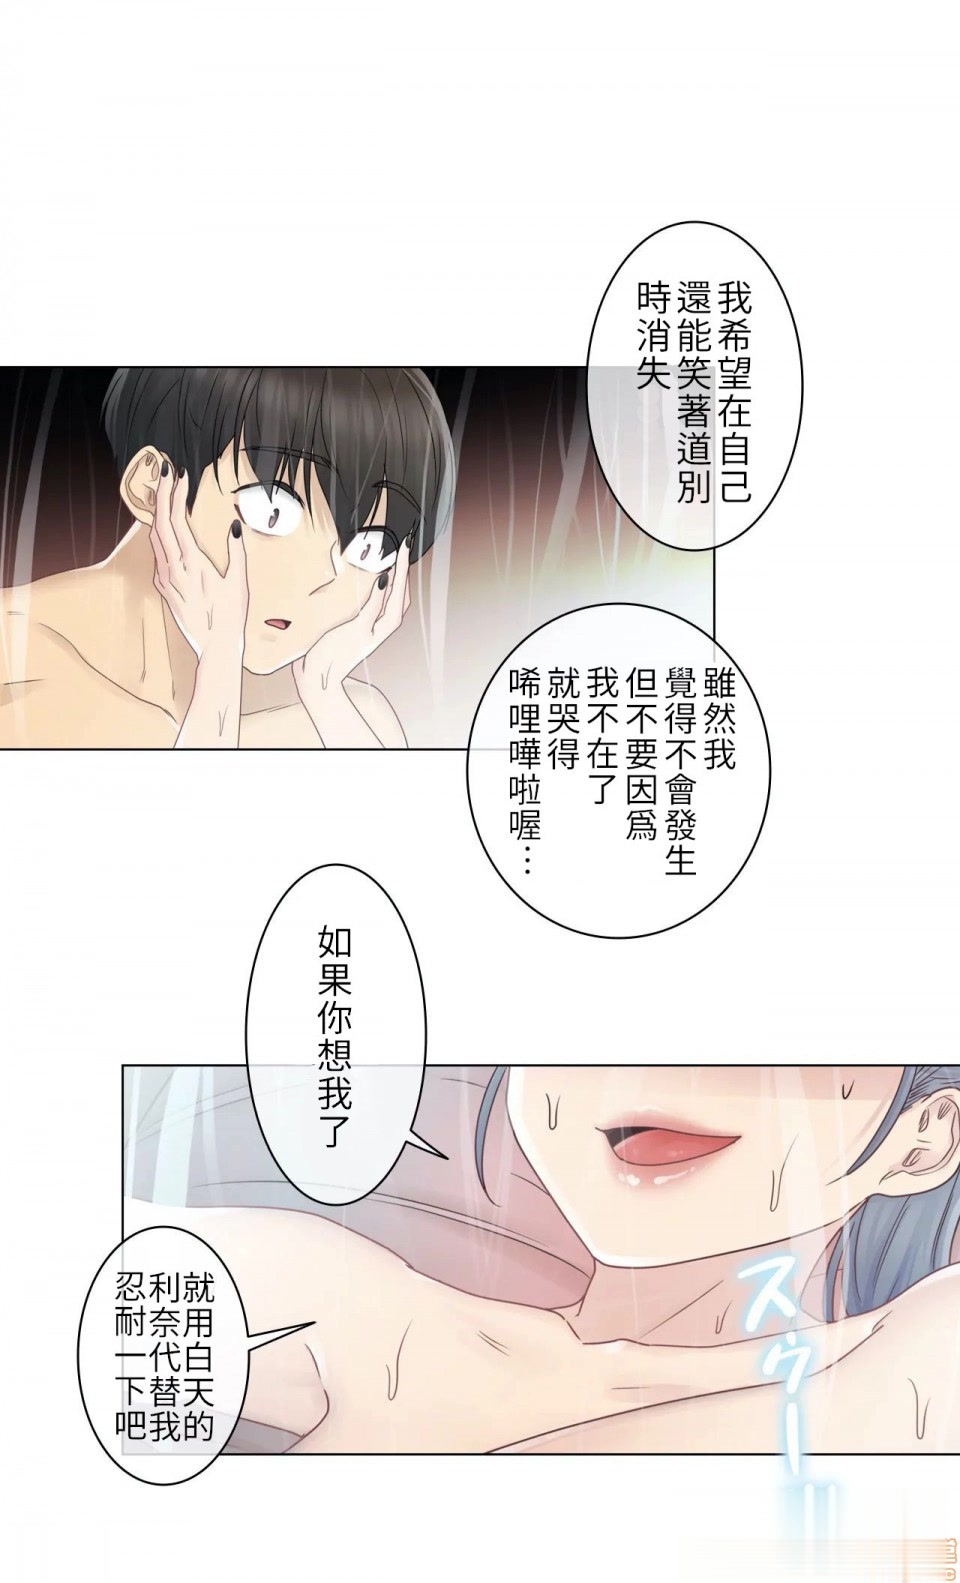 我希望在自己
還能笑著道別
時消失
雖然我
覺得不會發生
但不要因爲
我不在了
就哭得
唏哩嘩啦喔…
如果你想我了
就用白天的
利奈代替我
忍耐一下吧
スゥー